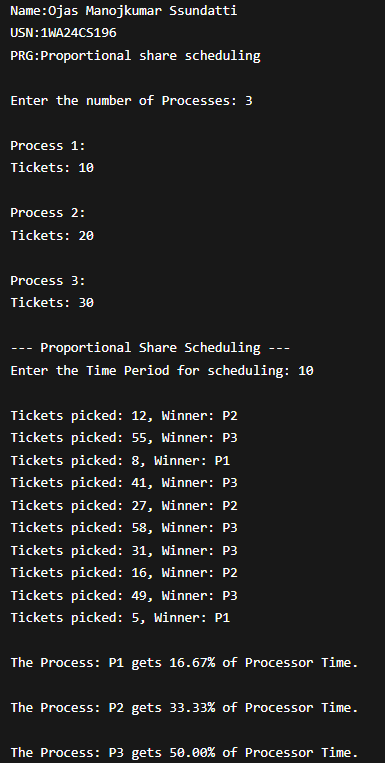 Name:Ojas Manojkumar Ssundatti
USN:1WA24CS196
PRG:Proportional share scheduling
Enter the number of Processes: 3
Process 1:
Tickets: 10
Process 2:
Tickets: 20
Process 3:
Tickets: 30
--- Proportional Share Scheduling ---
Enter the Time Period for scheduling: 10
Tickets picked: 12, Winner: P2
Tickets picked: 55, Winner: P3
Tickets picked: 8, Winner: P1
Tickets picked: 41, Winner: P3
Tickets picked: 27, Winner: P2
Tickets picked: 58, Winner: P3
Tickets picked: 31, Winner: P3
Tickets picked: 16, Winner: P2
Tickets picked: 49, Winner: P3
Tickets picked: 5, Winner: P1
The Process: P1 gets 16.67% of Processor Time.
The Process: P2 gets 33.33% of Processor Time.
The Process: P3 gets 50.00% of Processor Time.